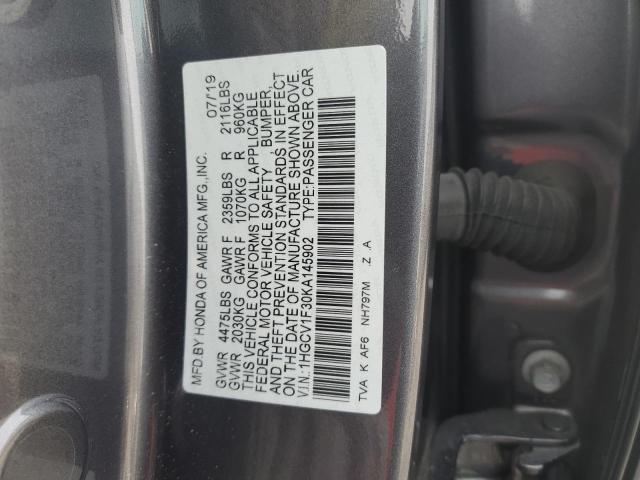 MFD.BY HONDA OF AMERICA MFG.,INC. 07/19
GVWR 4475LBS GAWR F 2359LBS R 2116LBS
GVWR 2030KG GAWR F 1070KG R 960KG
THIS VEHICLE CONFORMS TO ALL APPLICABLE
FEDERAL MOTOR VEHICLE SAFETY BUMPER,
AND THEFT PREVENTION STANDARDS IN EFFECT
ON THE DATE OF MANUFACTURE SHOWN ABOVE.
V.I.N.:1HGCV1F30KA145902 TYPE:PASSENGER CAR
TVA K AF6 NH797M .Z .A